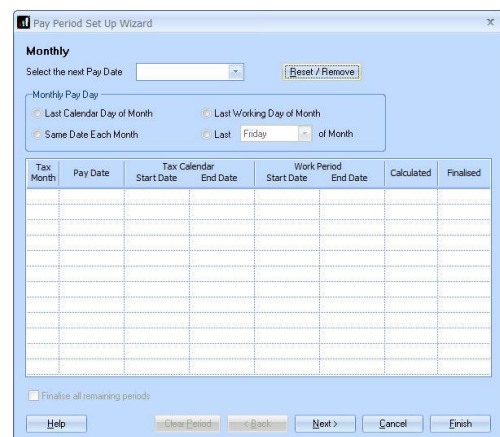 Pay Period Set Up Wizard x
Monthly
Select the next Pay Date Reset / Remove
Monthly Pay Day
Last Calendar Day of Month Last Working Day of Month
Same Date Each Month Last Friday of Month
Tax Month Pay Date Tax Calendar Start Date End Date Work Period Start Date End Date Calculated Finalised
Finalise all remaining periods
Help Clear Period < Back Next > Cancel Finish